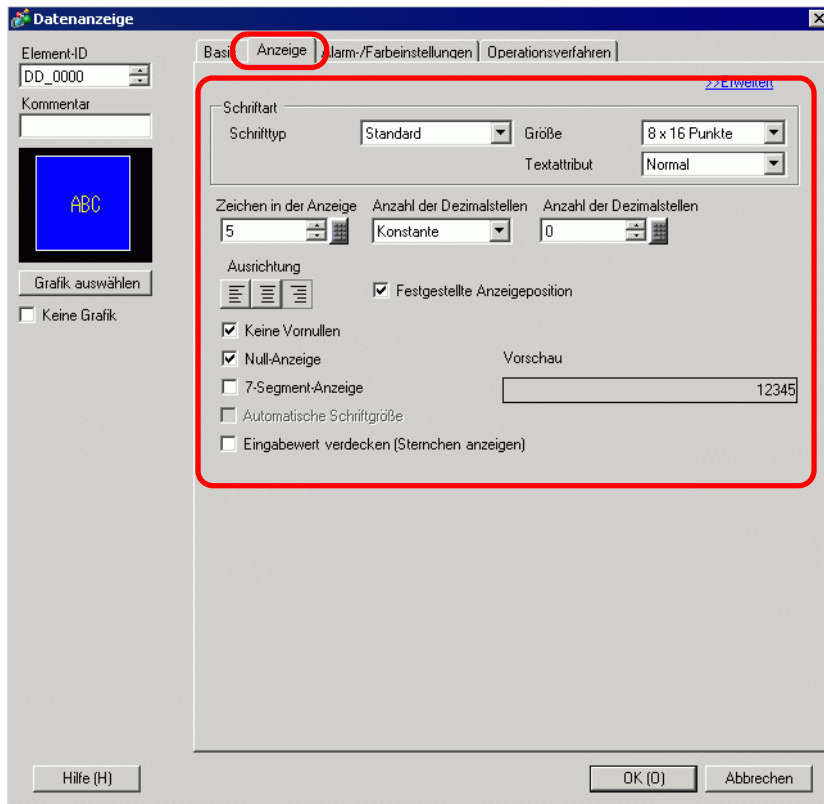 Datenanzeige
Element-ID
DD_0000
Kommentar
ABC
Grafik auswählen
Keine Grafik
Basis Anzeige Alarm-/Farbeinstellungen Operationsverfahren
>>Erweitert
Schriftart
Schrifttyp Standard Größe 8 x 16 Punkte
Textattribut Normal
Zeichen in der Anzeige Anzahl der Dezimalstellen Anzahl der Dezimalstellen
5 Konstante 0
Ausrichtung
Festgestellte Anzeigeposition
Keine Vornullen
Null-Anzeige Vorschau
7-Segment-Anzeige 12345
Automatische Schriftgröße
Eingabewert verdecken (Sternchen anzeigen)
Hilfe (H) OK (O) Abbrechen